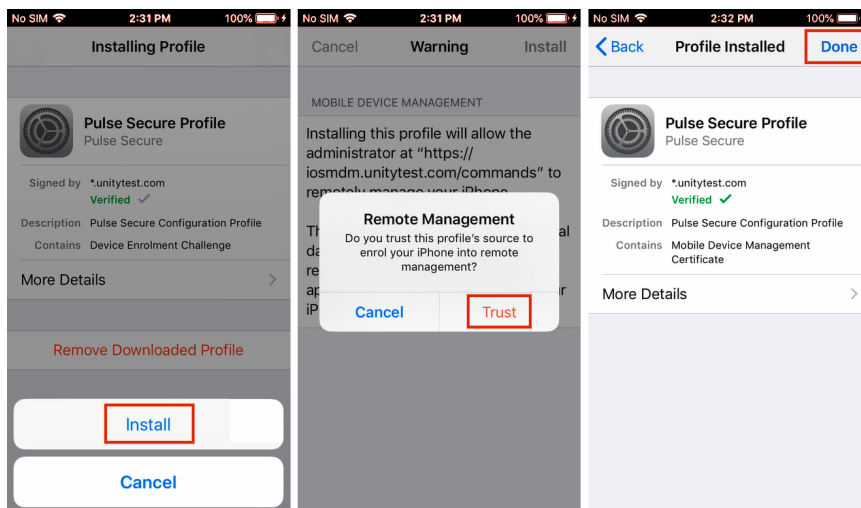 No SIM 2:31 PM 100%
Installing Profile
Pulse Secure Profile
Pulse Secure
Signed by *.unitytest.com
Verified ✓
Description Pulse Secure Configuration Profile
Contains Device Enrolment Challenge
More Details
Remove Downloaded Profile
Install
Cancel
No SIM 2:31 PM 100%
Cancel Warning Install
MOBILE DEVICE MANAGEMENT
Installing this profile will allow the
administrator at “https://
iosmdm.unitytest.com/commands” to
remotely manage your iPhone.
Remote Management
Do you trust this profile's source to
enrol your iPhone into remote
management?
Cancel Trust
No SIM 2:32 PM 100%
Back Profile Installed Done
Pulse Secure Profile
Pulse Secure
Signed by *.unitytest.com
Verified ✓
Description Pulse Secure Configuration Profile
Contains Mobile Device Management
Certificate
More Details